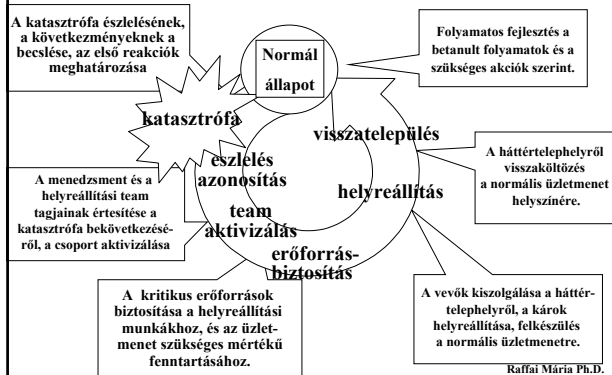 A katasztrófa észlelésének,
a következményeknek a
becslése, az első reakciók
meghatározása
Normál
állapot
Folyamatos fejlesztés a
betanult folyamatok és a
szükséges akciók szerint.
katasztrófa
visszatelepülés
észlelés
azonosítás
helyreállítás
team
aktivizálás
erőforrás-
biztosítás
A háttértelephelyről
visszaköltözés
a normális üzletmenet
helyszínére.
A menedzsment és a
helyreállítási team
tagjainak értesítése a
katasztrófa bekövetkezésé-
ről, a csoport aktivizálása
A kritikus erőforrások
biztosítása a helyreállítási
munkákhoz, és az üzlet-
menet szükséges mértékű
fenntartásához.
A vevők kiszolgálása a háttér-
telephelyről, a károk
helyreállítása, felkészülés
a normális üzletmenetre.
Raffai Mária Ph.D.